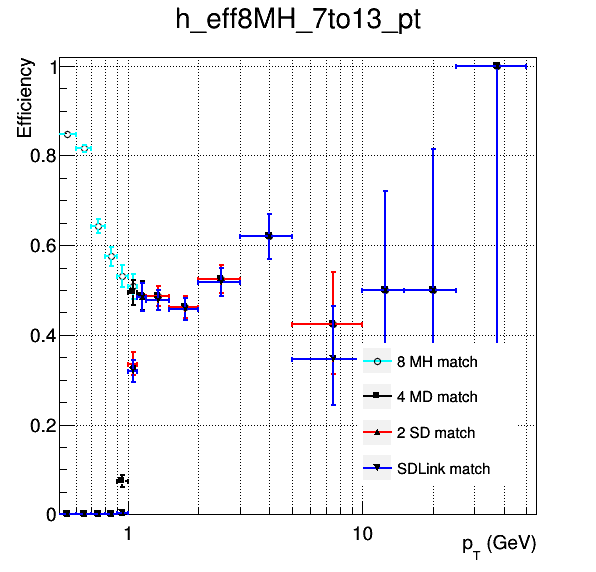 h_eff8MH_7to13_pt
Efficiency
1
0.8
0.6
0.4
0.2
0
8 MH match
4 MD match
2 SD match
SDLink match
1
10
p_T (GeV)